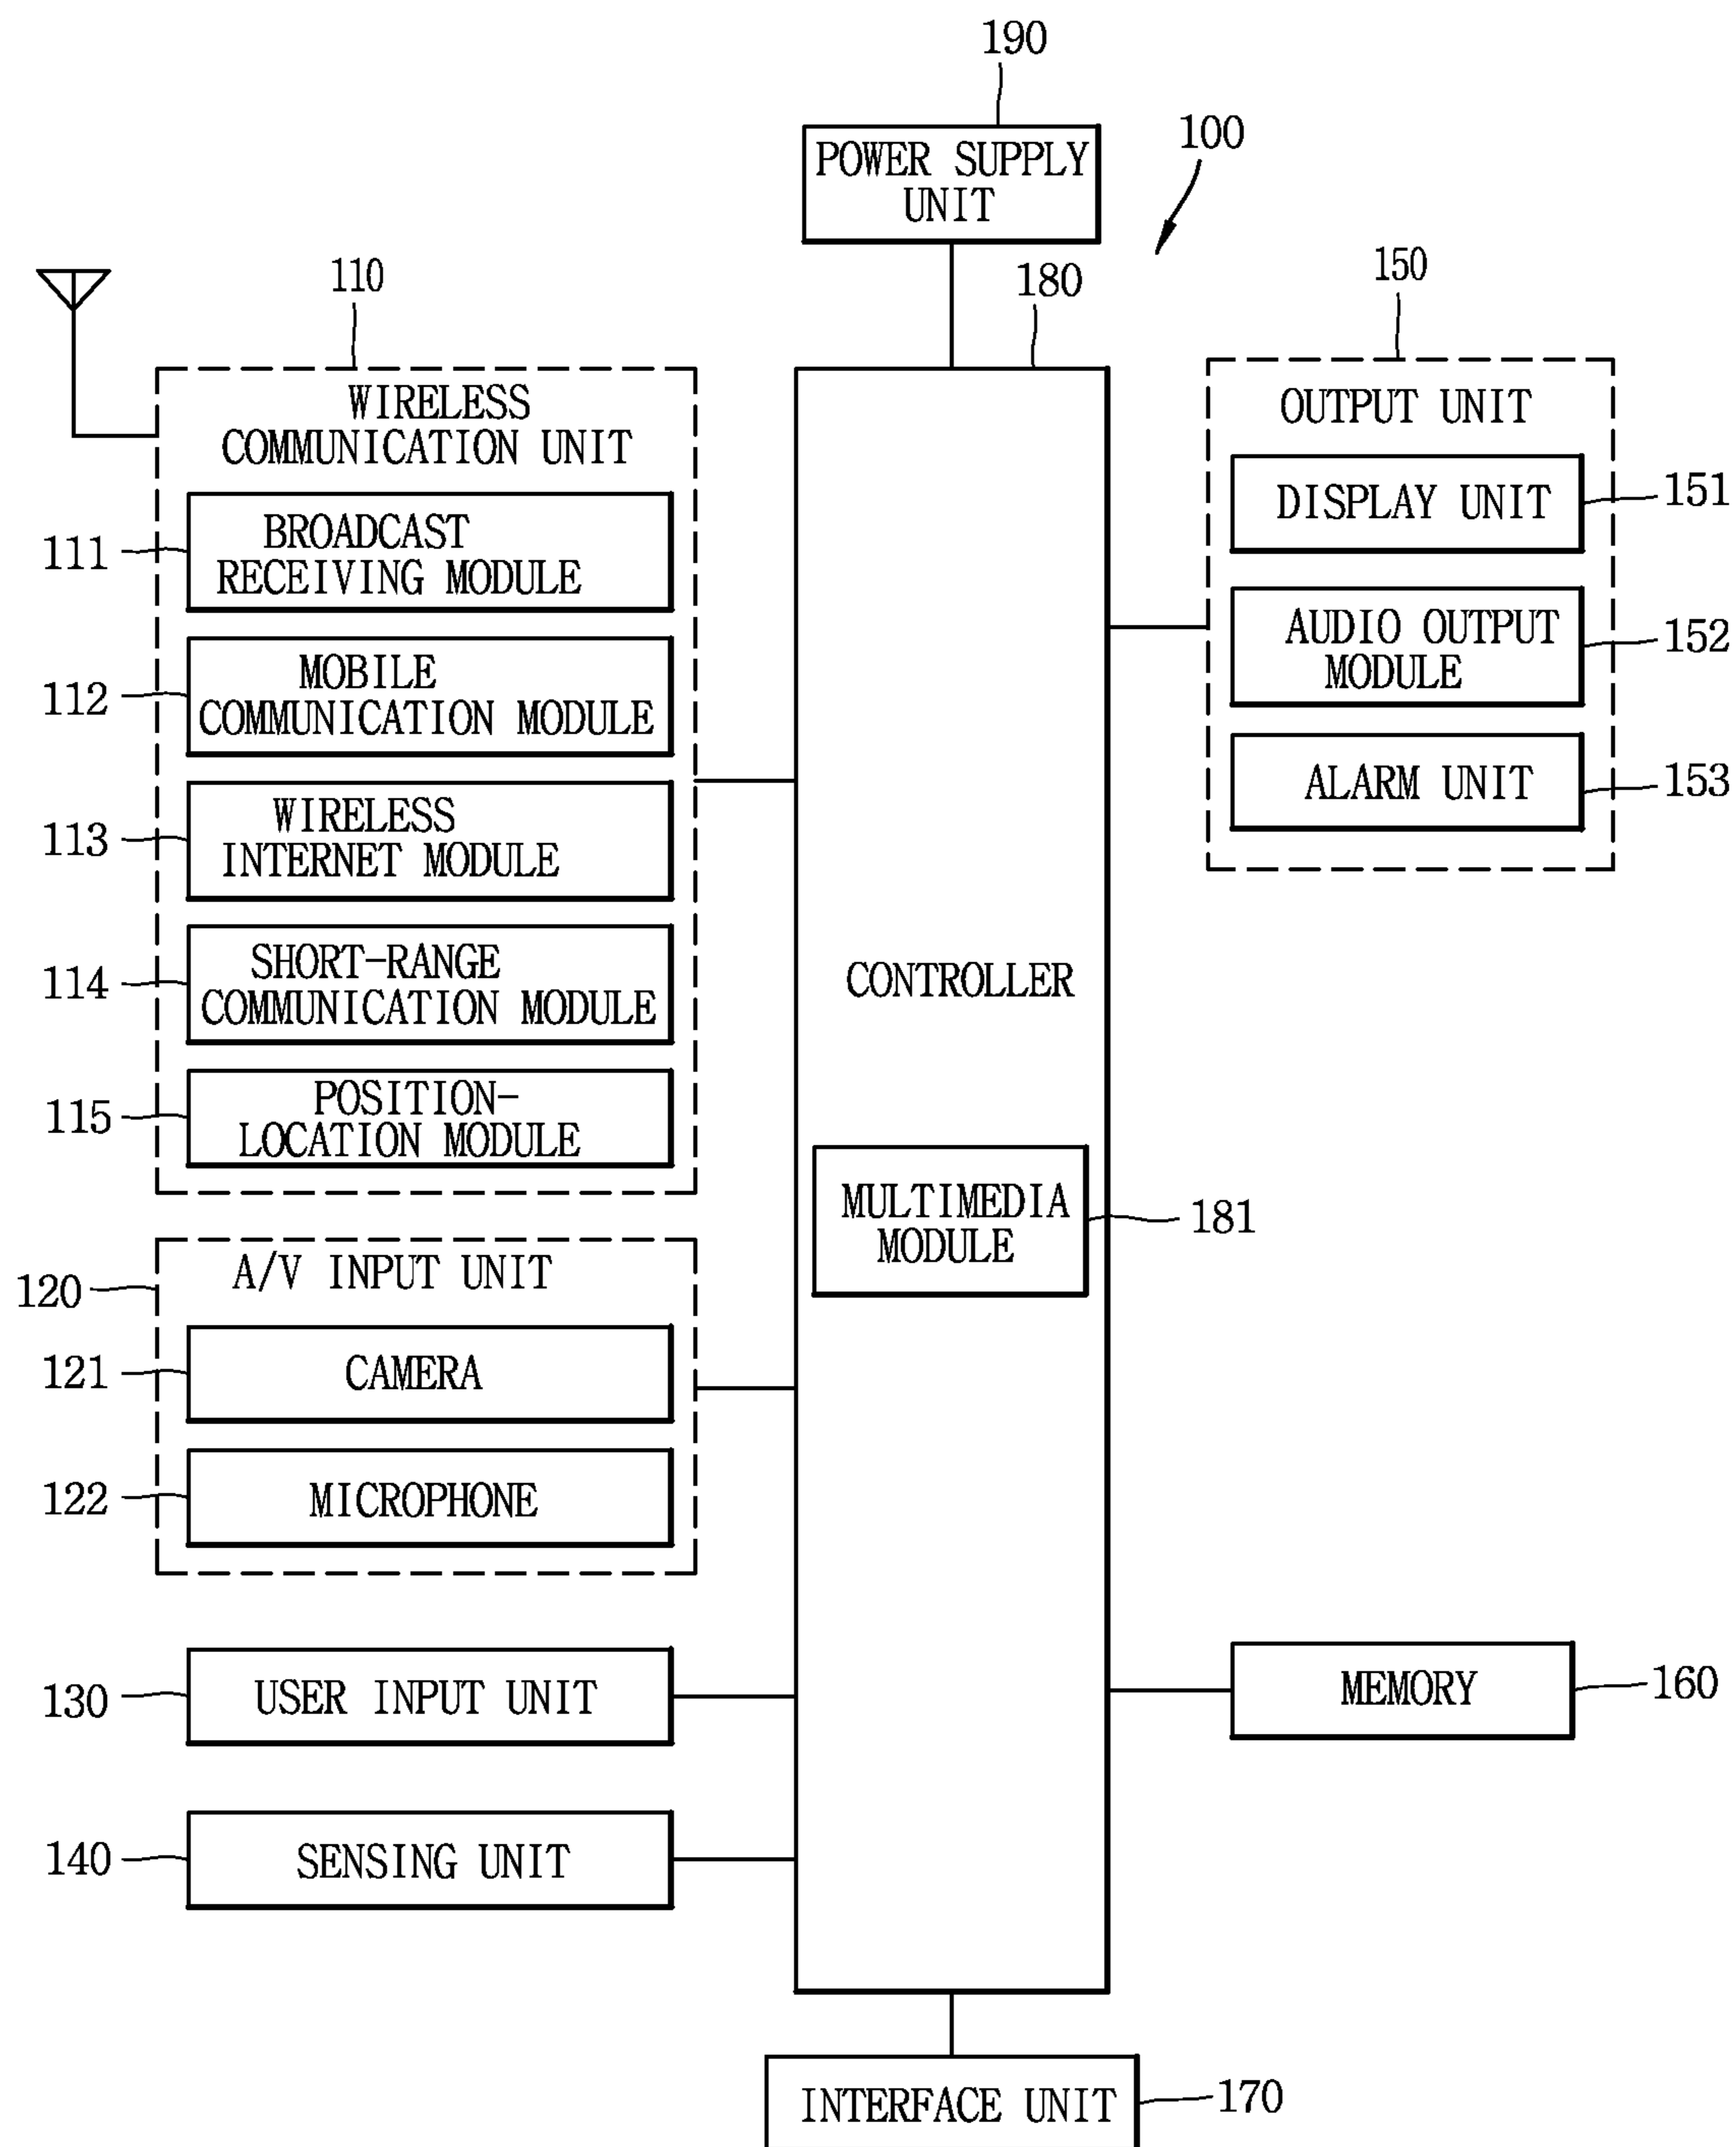 190
POWER SUPPLY
UNIT
100
110
180
150
WIRELESS
COMMUNICATION UNIT
111
BROADCAST
RECEIVING MODULE
112
MOBILE
COMMUNICATION MODULE
113
WIRELESS
INTERNET MODULE
114
SHORT-RANGE
COMMUNICATION MODULE
115
POSITION-
LOCATION MODULE
120
A/V INPUT UNIT
121
CAMERA
122
MICROPHONE
130
USER INPUT UNIT
140
SENSING UNIT
CONTROLLER
MULTIMEDIA
MODULE
181
OUTPUT UNIT
DISPLAY UNIT
151
AUDIO OUTPUT
MODULE
152
ALARM UNIT
153
MEMORY
160
INTERFACE UNIT
170